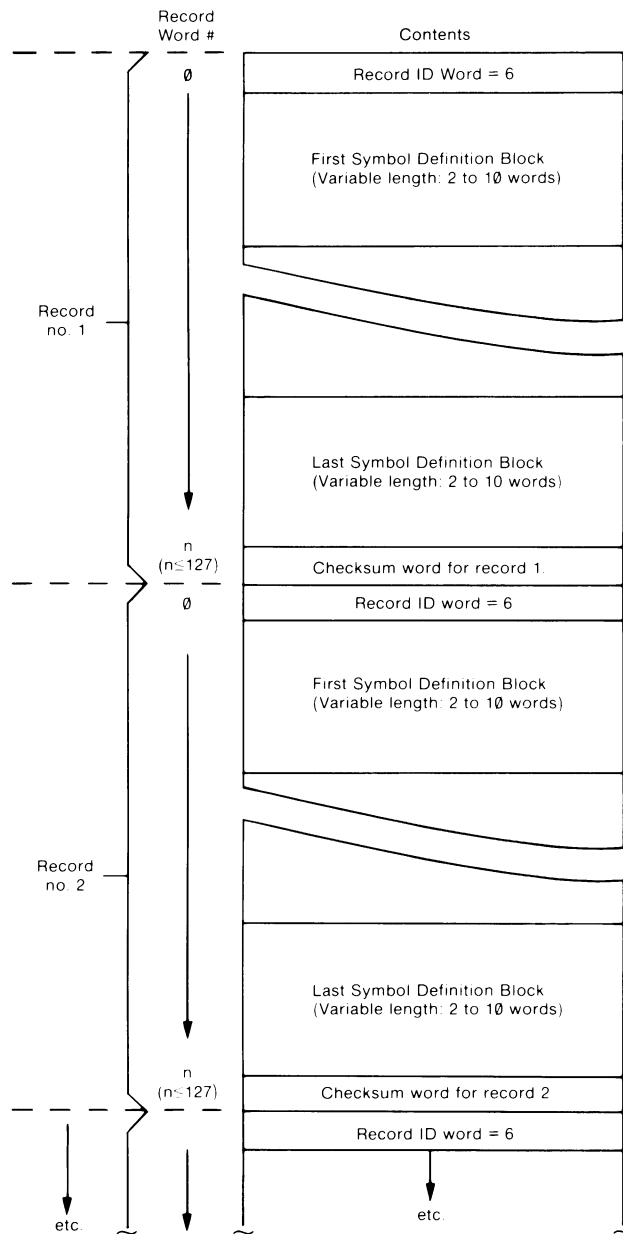 Record
Word #
Contents
Ø
Record ID Word = 6
First Symbol Definition Block
(Variable length: 2 to 1Ø words)
Record
no. 1
Last Symbol Definition Block
(Variable length: 2 to 10 words)
n
(n≤127)
Checksum word for record 1.
Ø
Record ID word = 6
First Symbol Definition Block
(Variable length: 2 to 1Ø words)
Record
no. 2
Last Symbol Definition Block
(Variable length: 2 to 1Ø words)
n
(n≤127)
Checksum word for record 2
Record ID word = 6
etc.
etc.